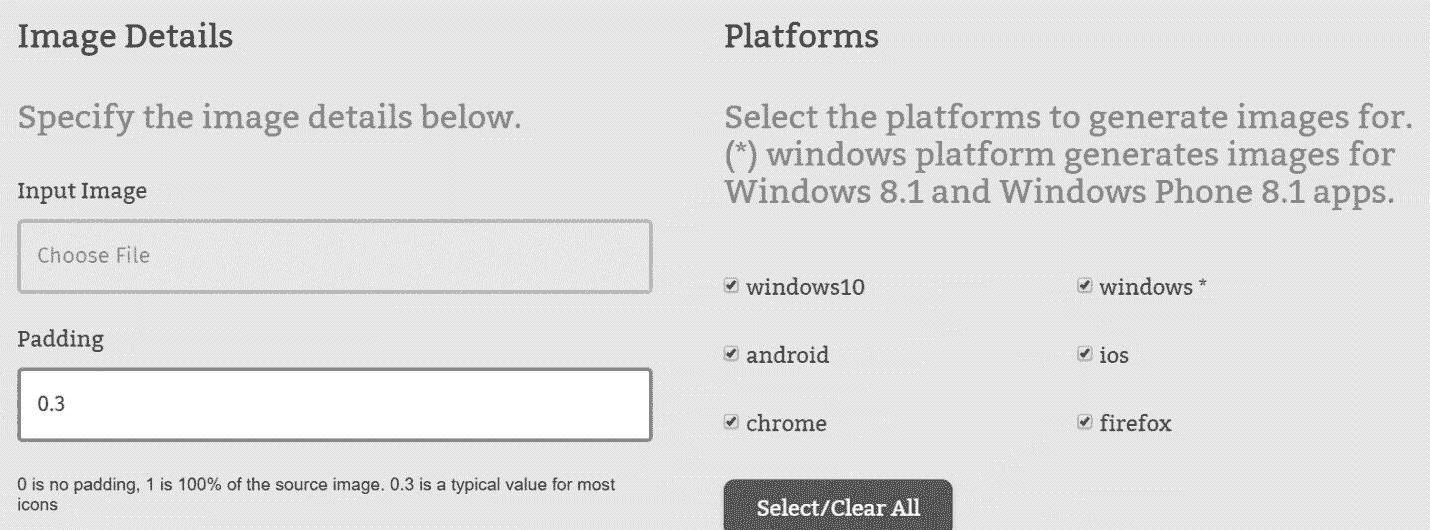 Image Details
Specify the image details below.
Input Image
Choose File
Padding
0.3
0 is no padding, 1 is 100% of the source image. 0.3 is a typical value for most
icons
Platforms
Select the platforms to generate images for.
(*) windows platform generates images for
Windows 8.1 and Windows Phone 8.1 apps.
windows10
windows *
android
ios
chrome
firefox
Select/Clear All